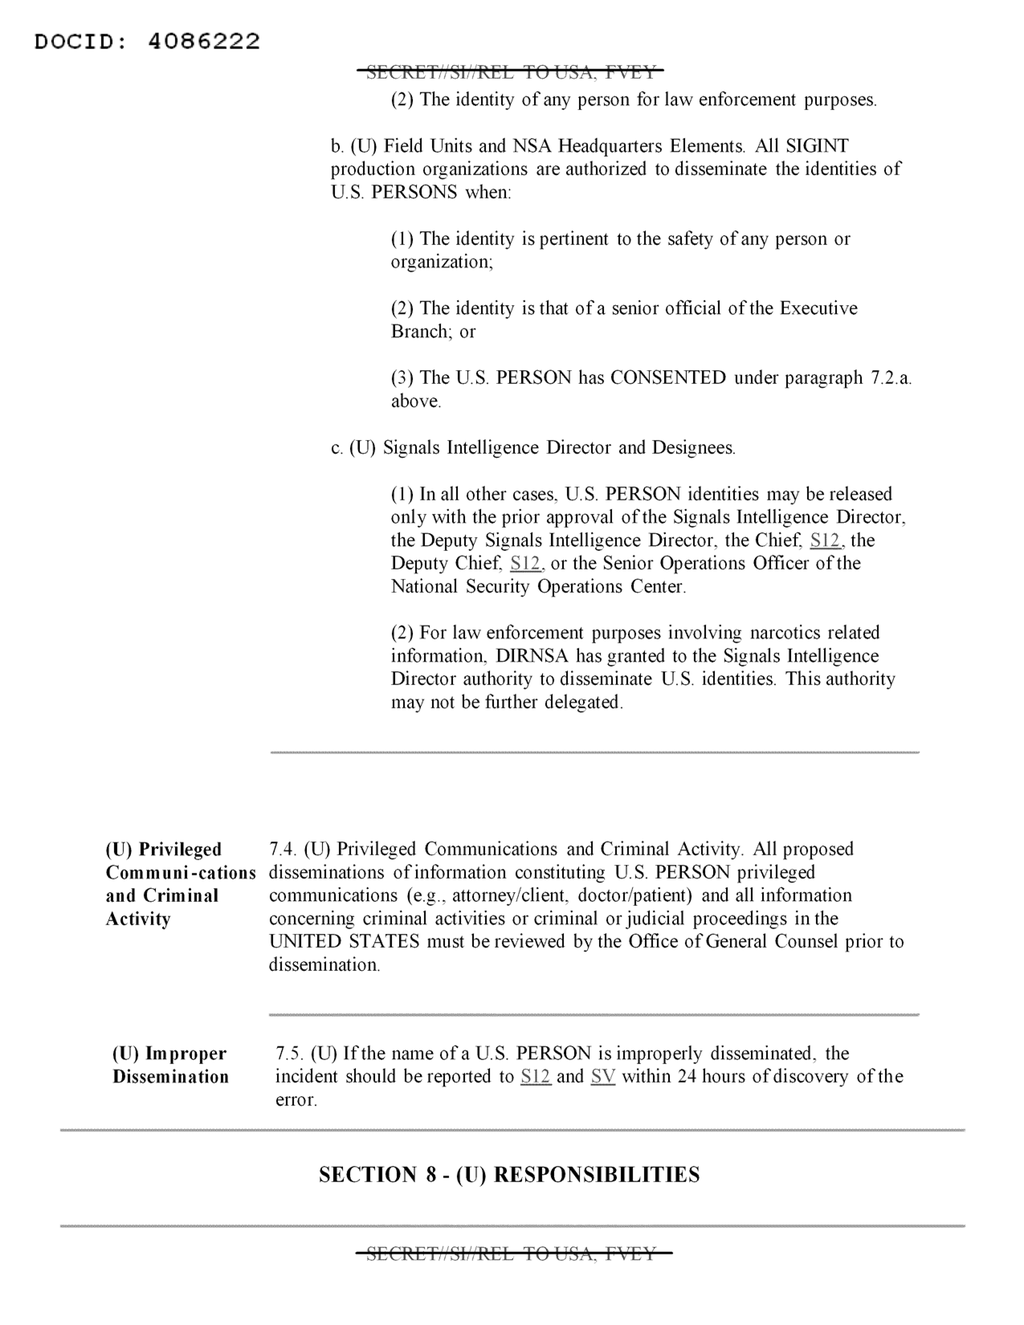 DOCID: 4086222
SECRET//SI//REL TO USA, FVEY
(2) The identity of any person for law enforcement purposes.
b. (U) Field Units and NSA Headquarters Elements. All SIGINT
production organizations are authorized to disseminate the identities of
U.S. PERSONS when:
(1) The identity is pertinent to the safety of any person or
organization;
(2) The identity is that of a senior official of the Executive
Branch; or
(3) The U.S. PERSON has CONSENTED under paragraph 7.2.a.
above.
c. (U) Signals Intelligence Director and Designees.
(1) In all other cases, U.S. PERSON identities may be released
only with the prior approval of the Signals Intelligence Director,
the Deputy Signals Intelligence Director, the Chief, S12, the
Deputy Chief, S12, or the Senior Operations Officer of the
National Security Operations Center.
(2) For law enforcement purposes involving narcotics related
information, DIRNSA has granted to the Signals Intelligence
Director authority to disseminate U.S. identities. This authority
may not be further delegated.
(U) Privileged
Communi-cations
and Criminal
Activity
7.4. (U) Privileged Communications and Criminal Activity. All proposed
disseminations of information constituting U.S. PERSON privileged
communications (e.g., attorney/client, doctor/patient) and all information
concerning criminal activities or criminal or judicial proceedings in the
UNITED STATES must be reviewed by the Office of General Counsel prior to
dissemination.
(U) Improper
Dissemination
7.5. (U) If the name of a U.S. PERSON is improperly disseminated, the
incident should be reported to S12 and SV within 24 hours of discovery of the
error.
SECTION 8 - (U) RESPONSIBILITIES
SECRET//SI//REL TO USA, FVEY